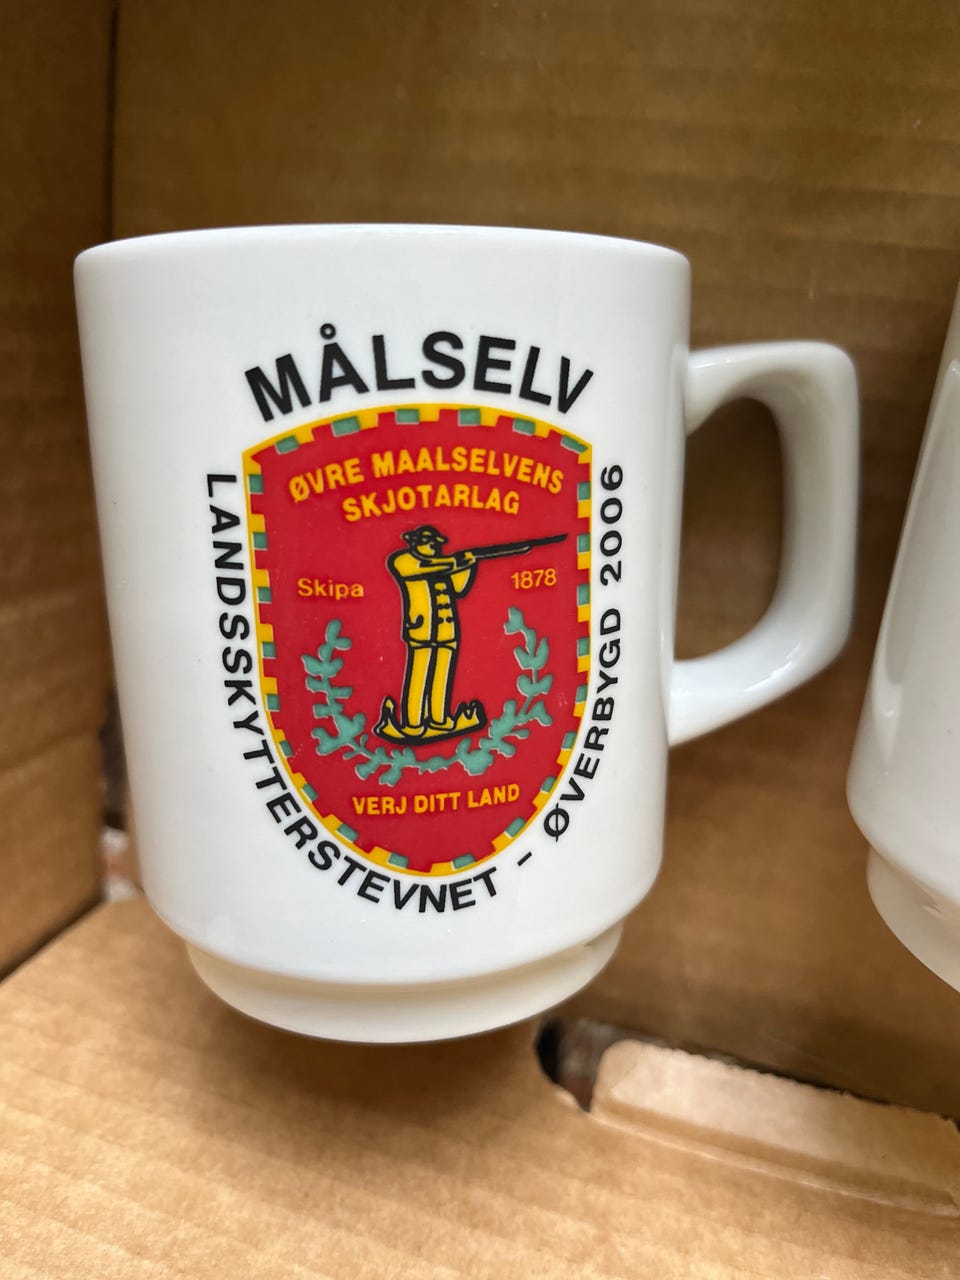 MÅLSELV
ØVRE MAALSELVENS
SKJOTARLAG
Skipa 1878
VERJ DITT LAND
LANDSSKYTTERSTEVNET - ØVERBYGD 2006